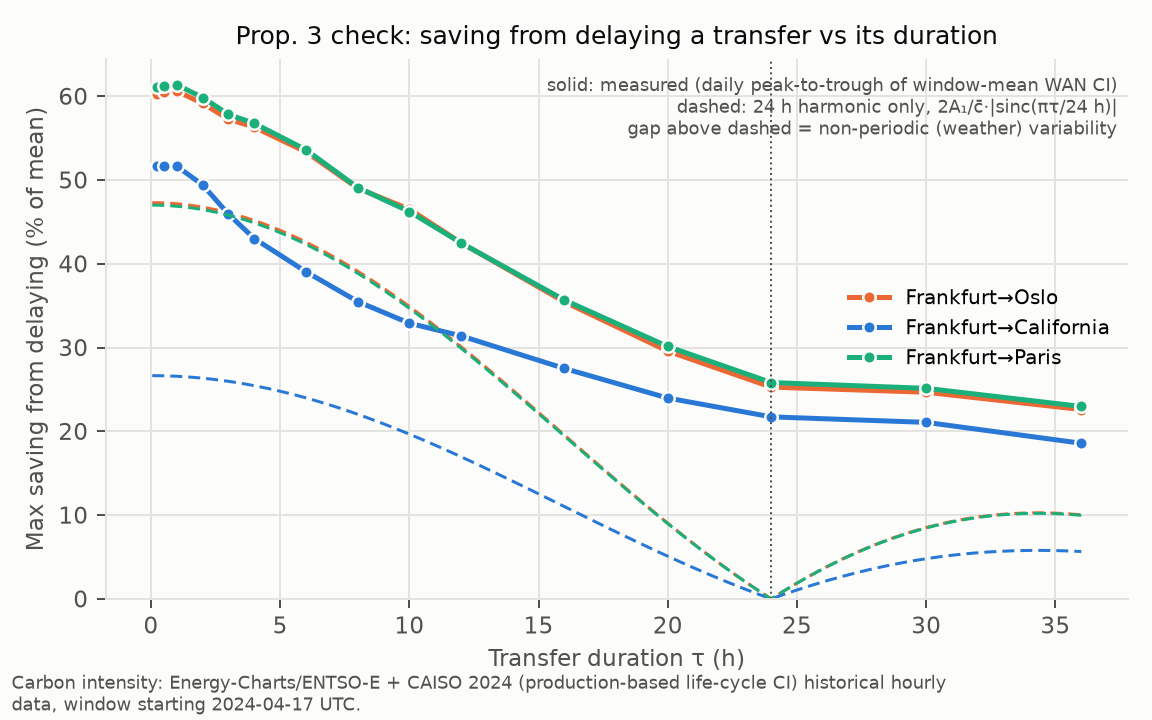 Prop. 3 check: saving from delaying a transfer vs its duration
solid: measured (daily peak-to-trough of window-mean WAN CI)
dashed: 24 h harmonic only, 2A₁/c̄·|sinc(πτ/24 h)|
gap above dashed = non-periodic (weather) variability
Max saving from delaying (% of mean)
60
50
40
30
20
10
0
Frankfurt→Oslo
Frankfurt→California
Frankfurt→Paris
0 5 10 15 20 25 30 35
Transfer duration τ (h)
Carbon intensity: Energy-Charts/ENTSO-E + CAISO 2024 (production-based life-cycle CI) historical hourly
data, window starting 2024-04-17 UTC.